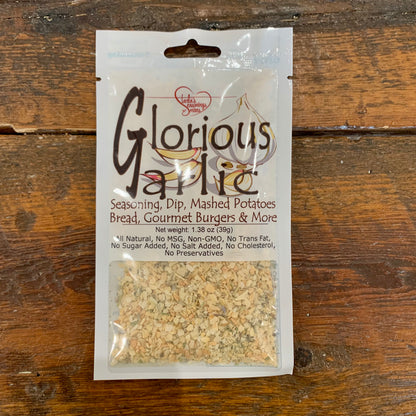 Glorious
Garlic
Seasoning, Dip, Mashed Potatoes
Bread, Gourmet Burgers & More
Net weight: 1.38 oz (39g)
All Natural, No MSG, Non-GMO, No Trans Fat,
No Sugar Added, No Salt Added, No Cholesterol,
No Preservatives